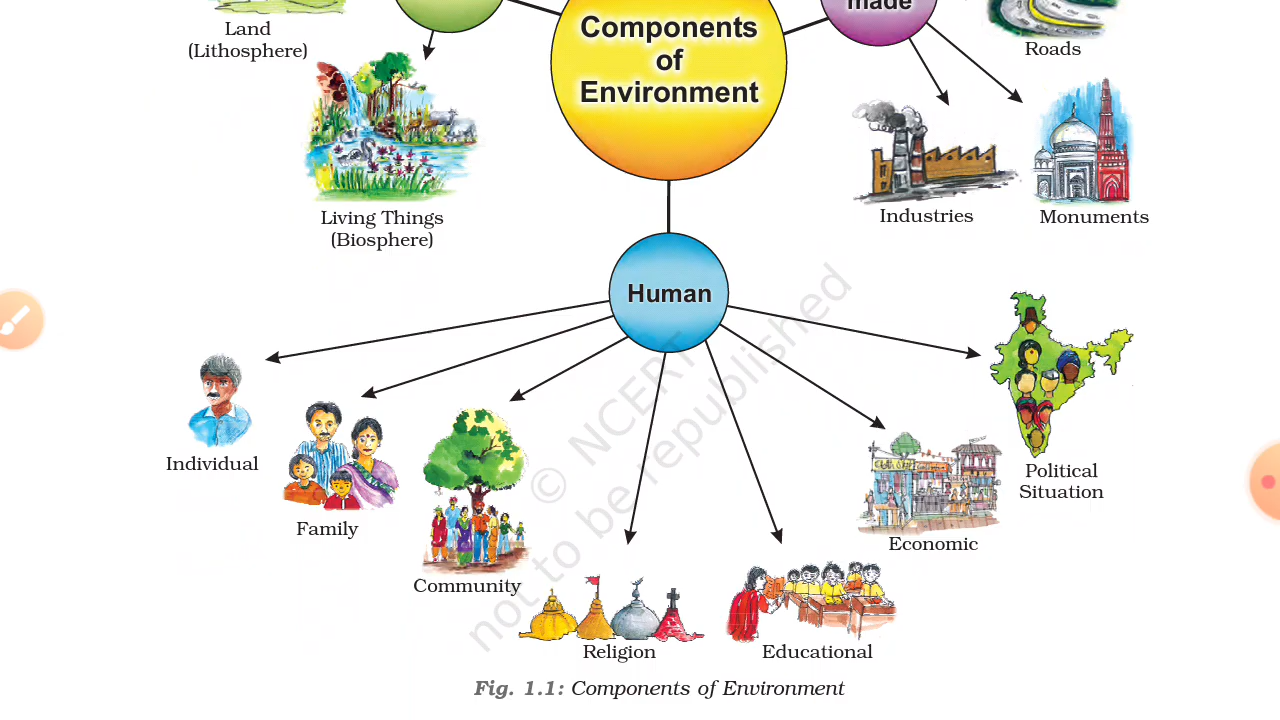 made
Components
of
Environment
Land
(Lithosphere)
Roads
Living Things
(Biosphere)
Industries
Monuments
Human
Individual
Family
Community
Religion
Educational
Economic
Political
Situation
© NCERT
not to be republished
Fig. 1.1: Components of Environment